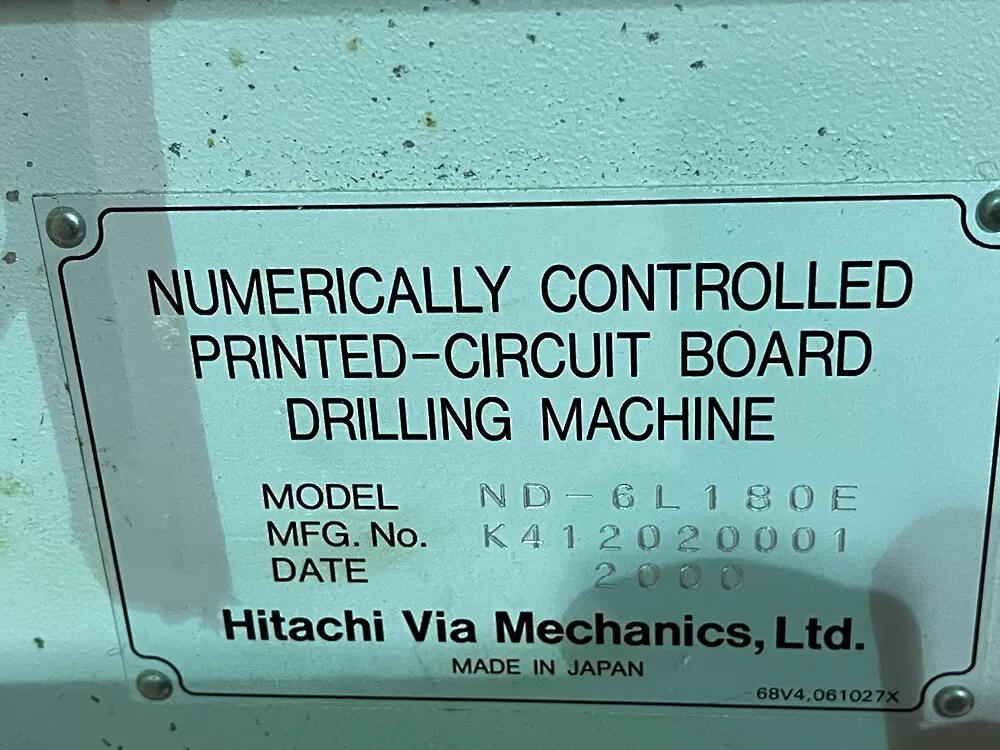 NUMERICALLY CONTROLLED
PRINTED-CIRCUIT BOARD
DRILLING MACHINE
MODEL ND-6L180E
MFG. No. K412020001
DATE 2000
Hitachi Via Mechanics, Ltd.
MADE IN JAPAN
68V4,061027X